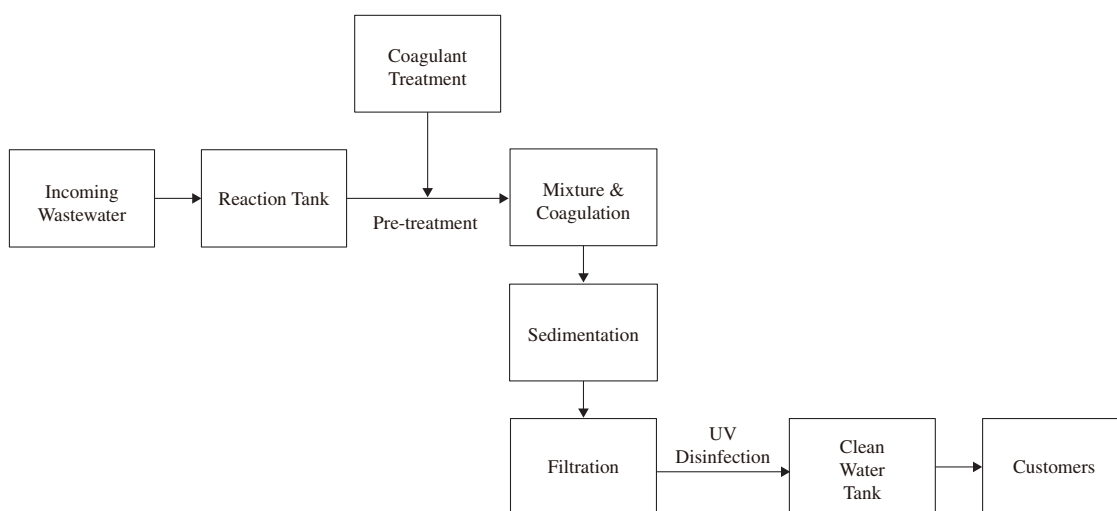 Coagulant
Treatment
Incoming
Wastewater
Reaction Tank
Pre-treatment
Mixture &
Coagulation
Sedimentation
Filtration
UV
Disinfection
Clean
Water
Tank
Customers